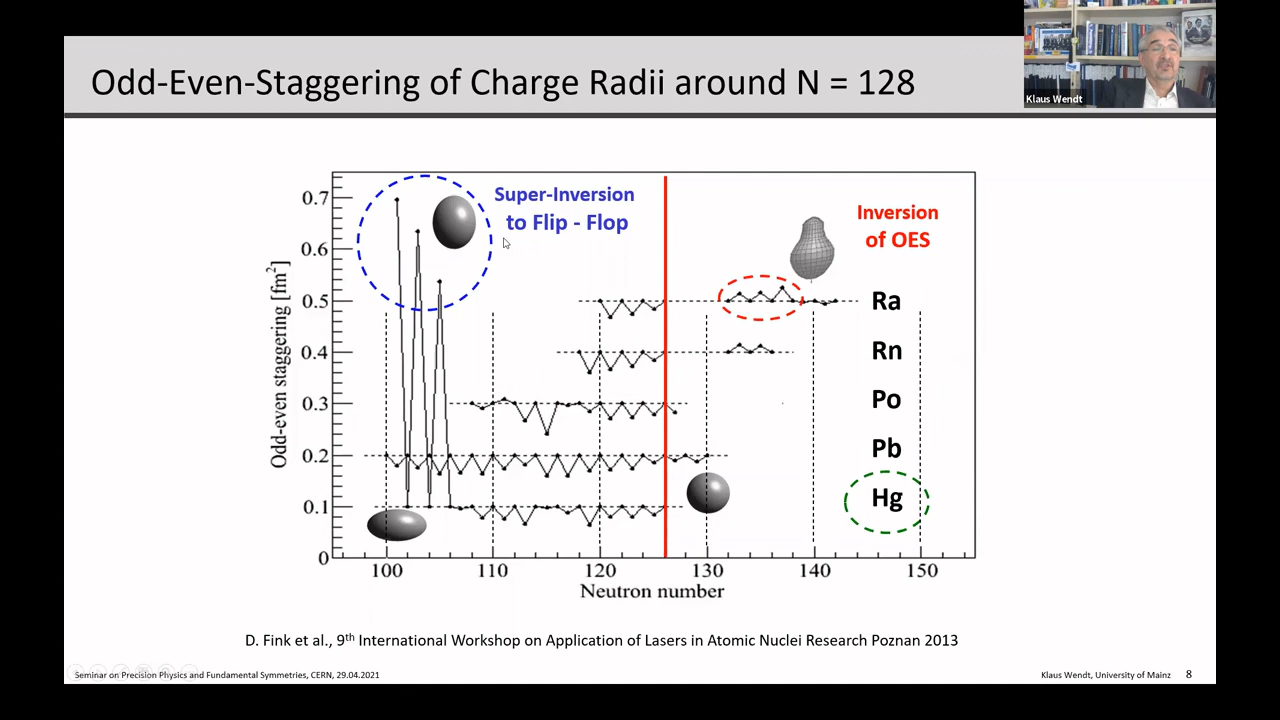 Odd-Even-Staggering of Charge Radii around N = 128
Klaus Wendt
Super-Inversion
to Flip - Flop
Inversion
of OES
Odd-even staggering [fm²]
0.7
0.6
0.5
0.4
0.3
0.2
0.1
0
Ra
Rn
Po
Pb
Hg
100 110 120 130 140 150
Neutron number
D. Fink et al., 9th International Workshop on Application of Lasers in Atomic Nuclei Research Poznan 2013
Seminar on Precision Physics and Fundamental Symmetries, CERN, 29.04.2021
Klaus Wendt, University of Mainz 8